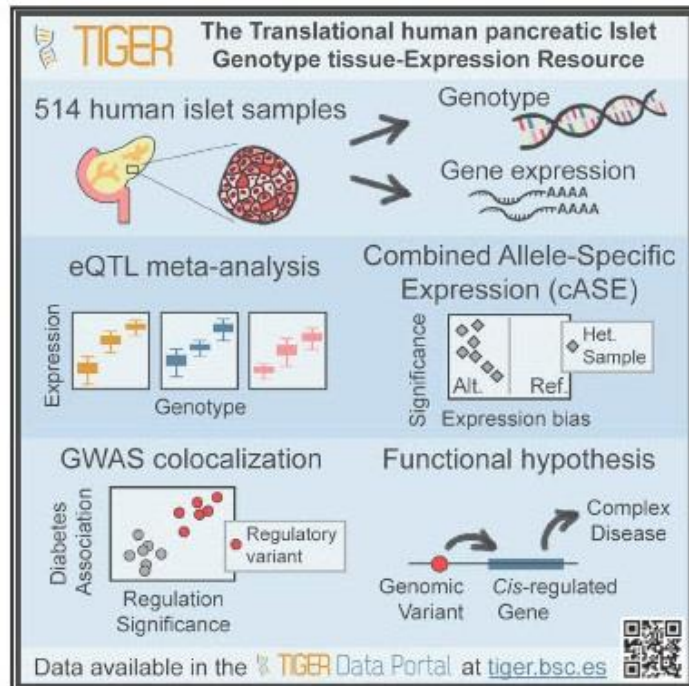 TIGER
The Translational human pancreatic Islet
Genotype tissue-Expression Resource
514 human islet samples
Genotype
Gene expression
AAAA
AAAA
eQTL meta-analysis
Expression
Genotype
Combined Allele-Specific
Expression (cASE)
Significance
Alt.
Ref.
Het.
Sample
Expression bias
GWAS colocalization
Diabetes
Association
Regulatory
variant
Regulation
Significance
Functional hypothesis
Complex
Disease
Genomic
Variant
Cis-regulated
Gene
Data available in the TIGER Data Portal at tiger.bsc.es